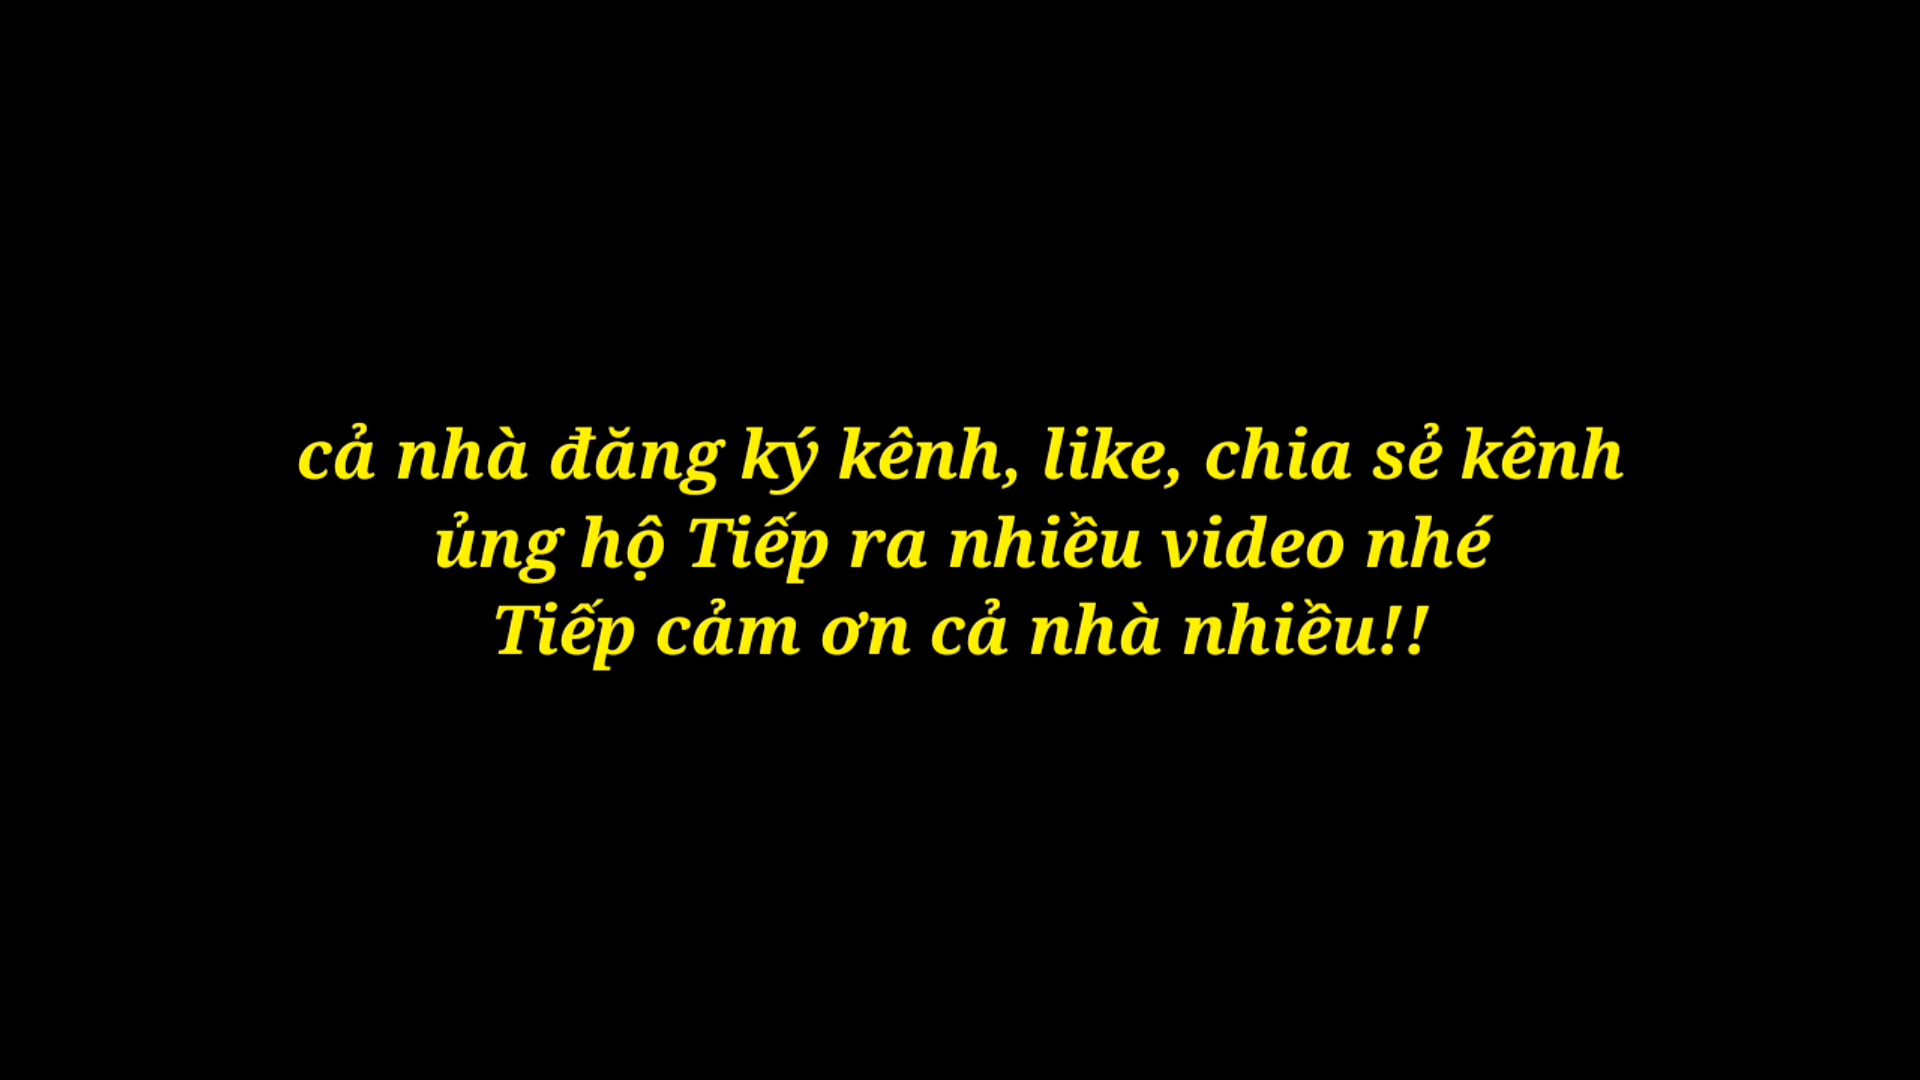 cả nhà đăng ký kênh, like, chia sẻ kênh
ủng hộ Tiếp ra nhiều video nhé
Tiếp cảm ơn cả nhà nhiều!!